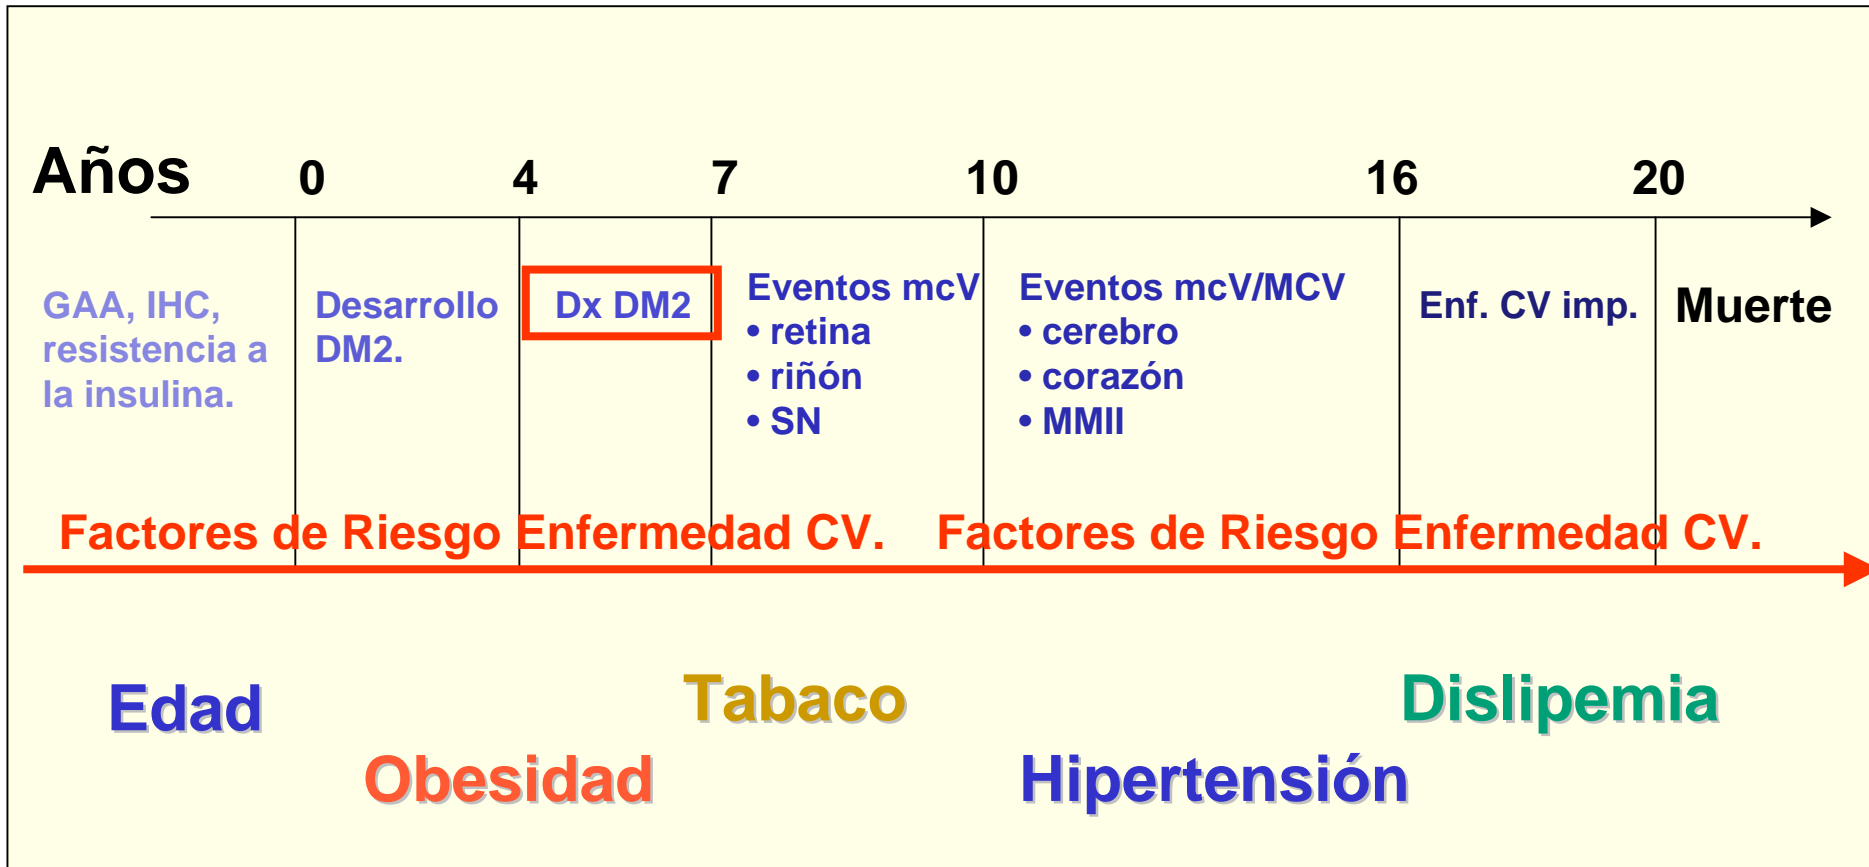 Años 0 4 7 10 16 20
GAA, IHC,
resistencia a
la insulina.
Desarrollo
DM2.
Dx DM2
Eventos mcV
• retina
• riñón
• SN
Eventos mcV/MCV
• cerebro
• corazón
• MMII
Enf. CV imp.
Muerte
Factores de Riesgo Enfermedad CV. Factores de Riesgo Enfermedad CV.
Edad
Tabaco
Dislipemia
Obesidad
Hipertensión